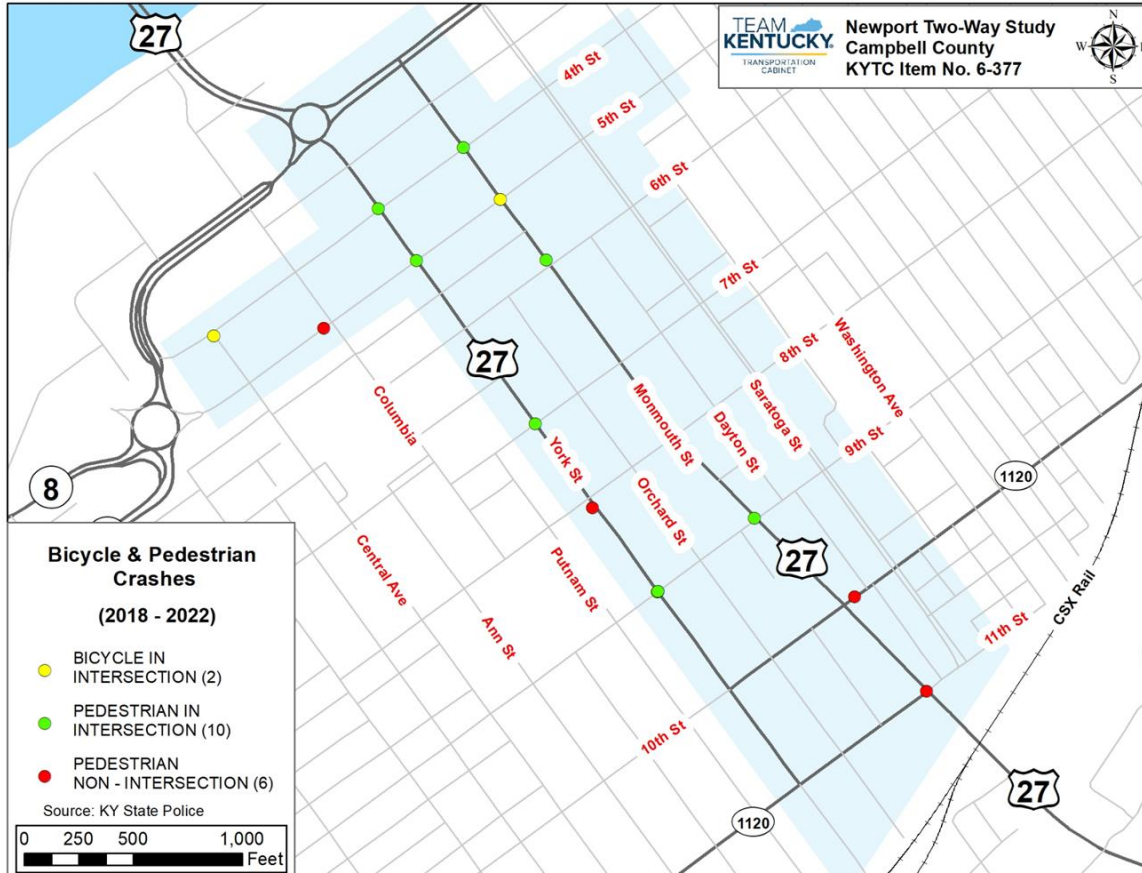 27
TEAM
KENTUCKY
TRANSPORTATION
CABINET
Newport Two-Way Study
Campbell County
KYTC Item No. 6-377
N
W
E
S
4th St
5th St
6th St
7th St
8th St
Washington Ave
9th St
27
Columbia
Monmouth St
Dayton St
Saratoga St
York St
Orchard St
1120
8
27
Central Ave
Putnam St
Ann St
11th St
CSX Rail
10th St
1120
27
Bicycle & Pedestrian
Crashes
(2018 - 2022)
BICYCLE IN
INTERSECTION (2)
PEDESTRIAN IN
INTERSECTION (10)
PEDESTRIAN
NON - INTERSECTION (6)
Source: KY State Police
0 250 500 1,000
Feet